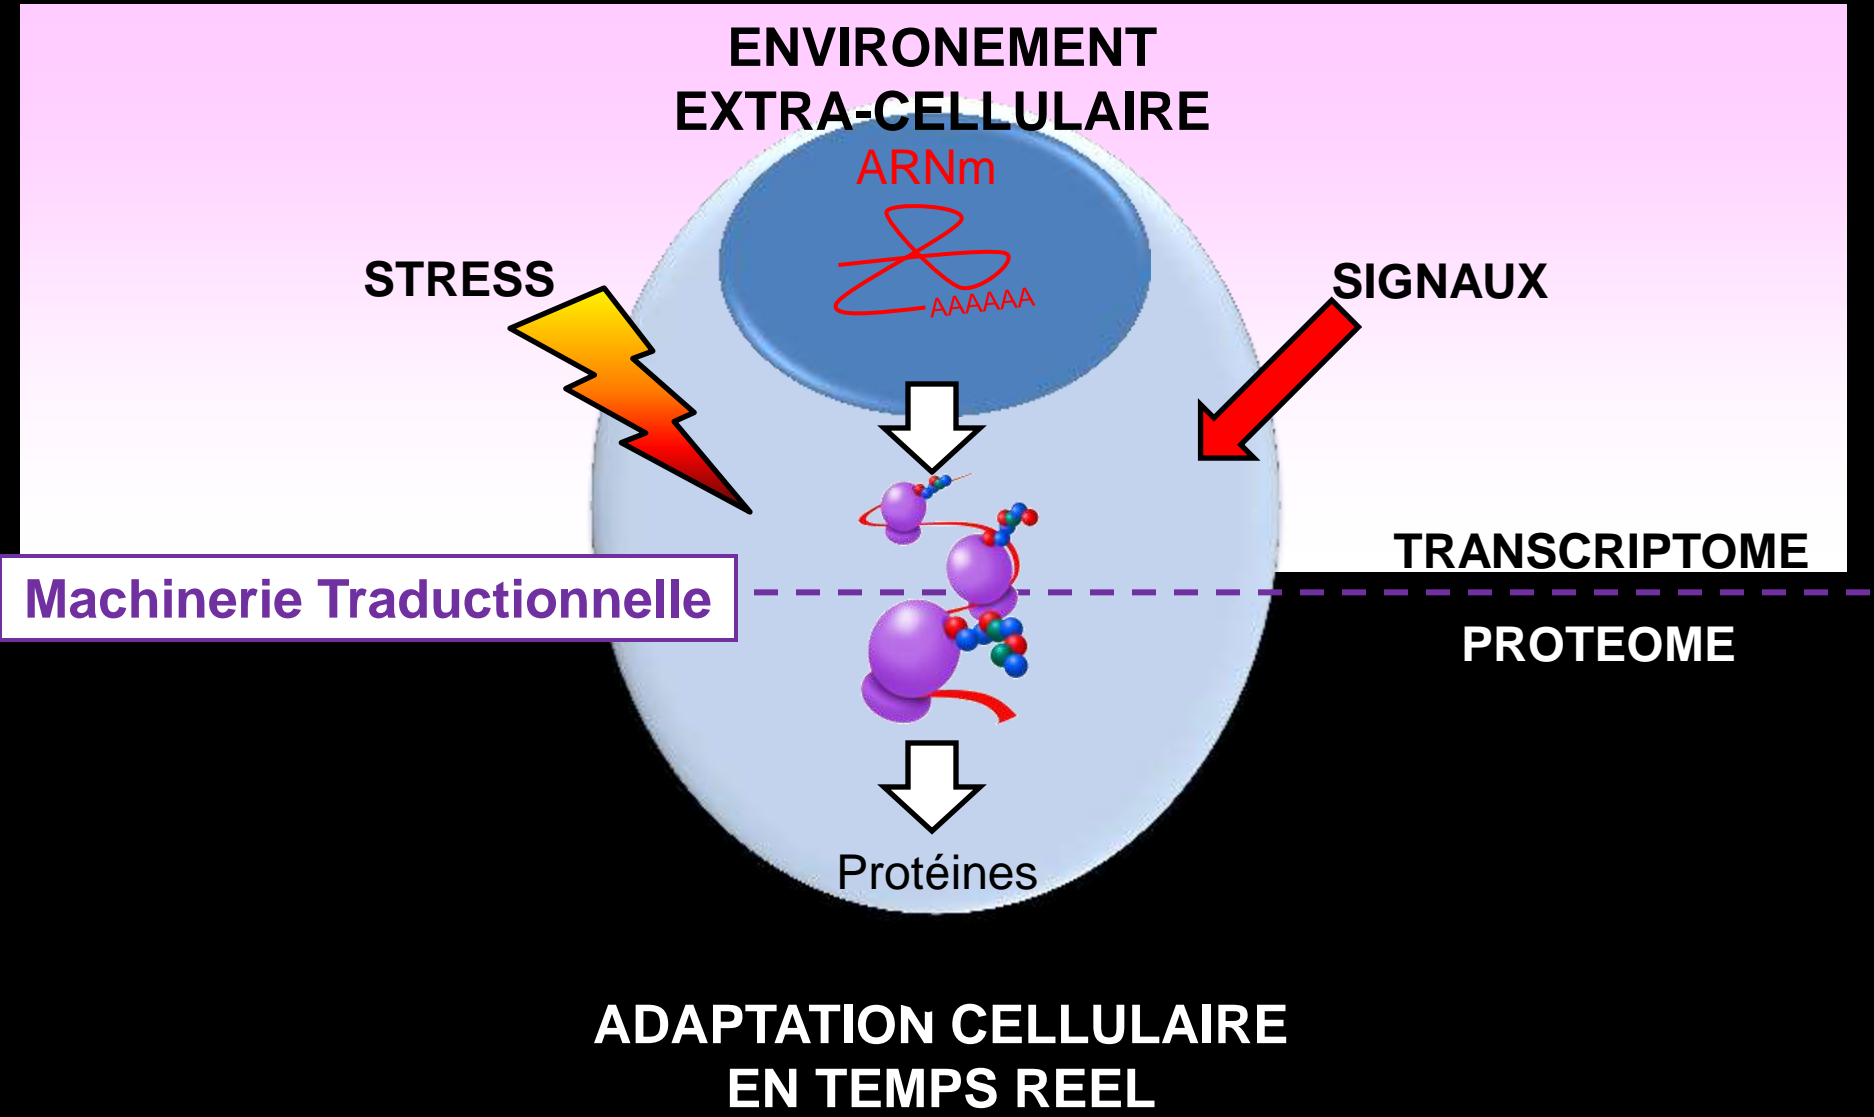 ENVIRONEMENT
EXTRA-CELLULAIRE
ARNm
AAAAAA
STRESS
SIGNAUX
TRANSCRIPTOME
Machinerie Traductionnelle
PROTEOME
Protéines
ADAPTATION CELLULAIRE
EN TEMPS REEL